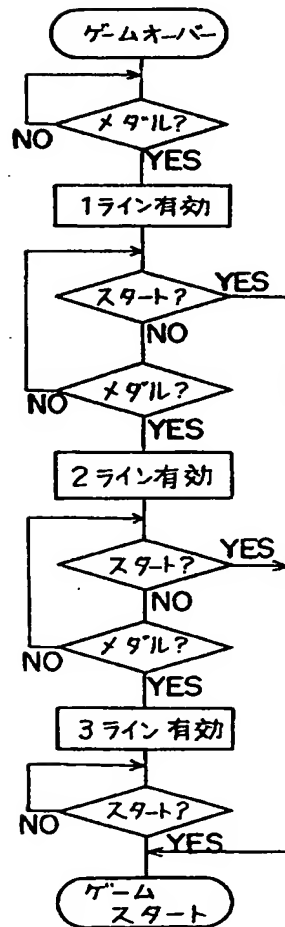 ゲームオーバー
メダル?
NO
YES
1ライン有効
YES
スタート?
NO
メダル?
NO
YES
2ライン有効
YES
スタート?
NO
メダル?
NO
YES
3ライン有効
スタート?
NO
YES
ゲーム
スタート